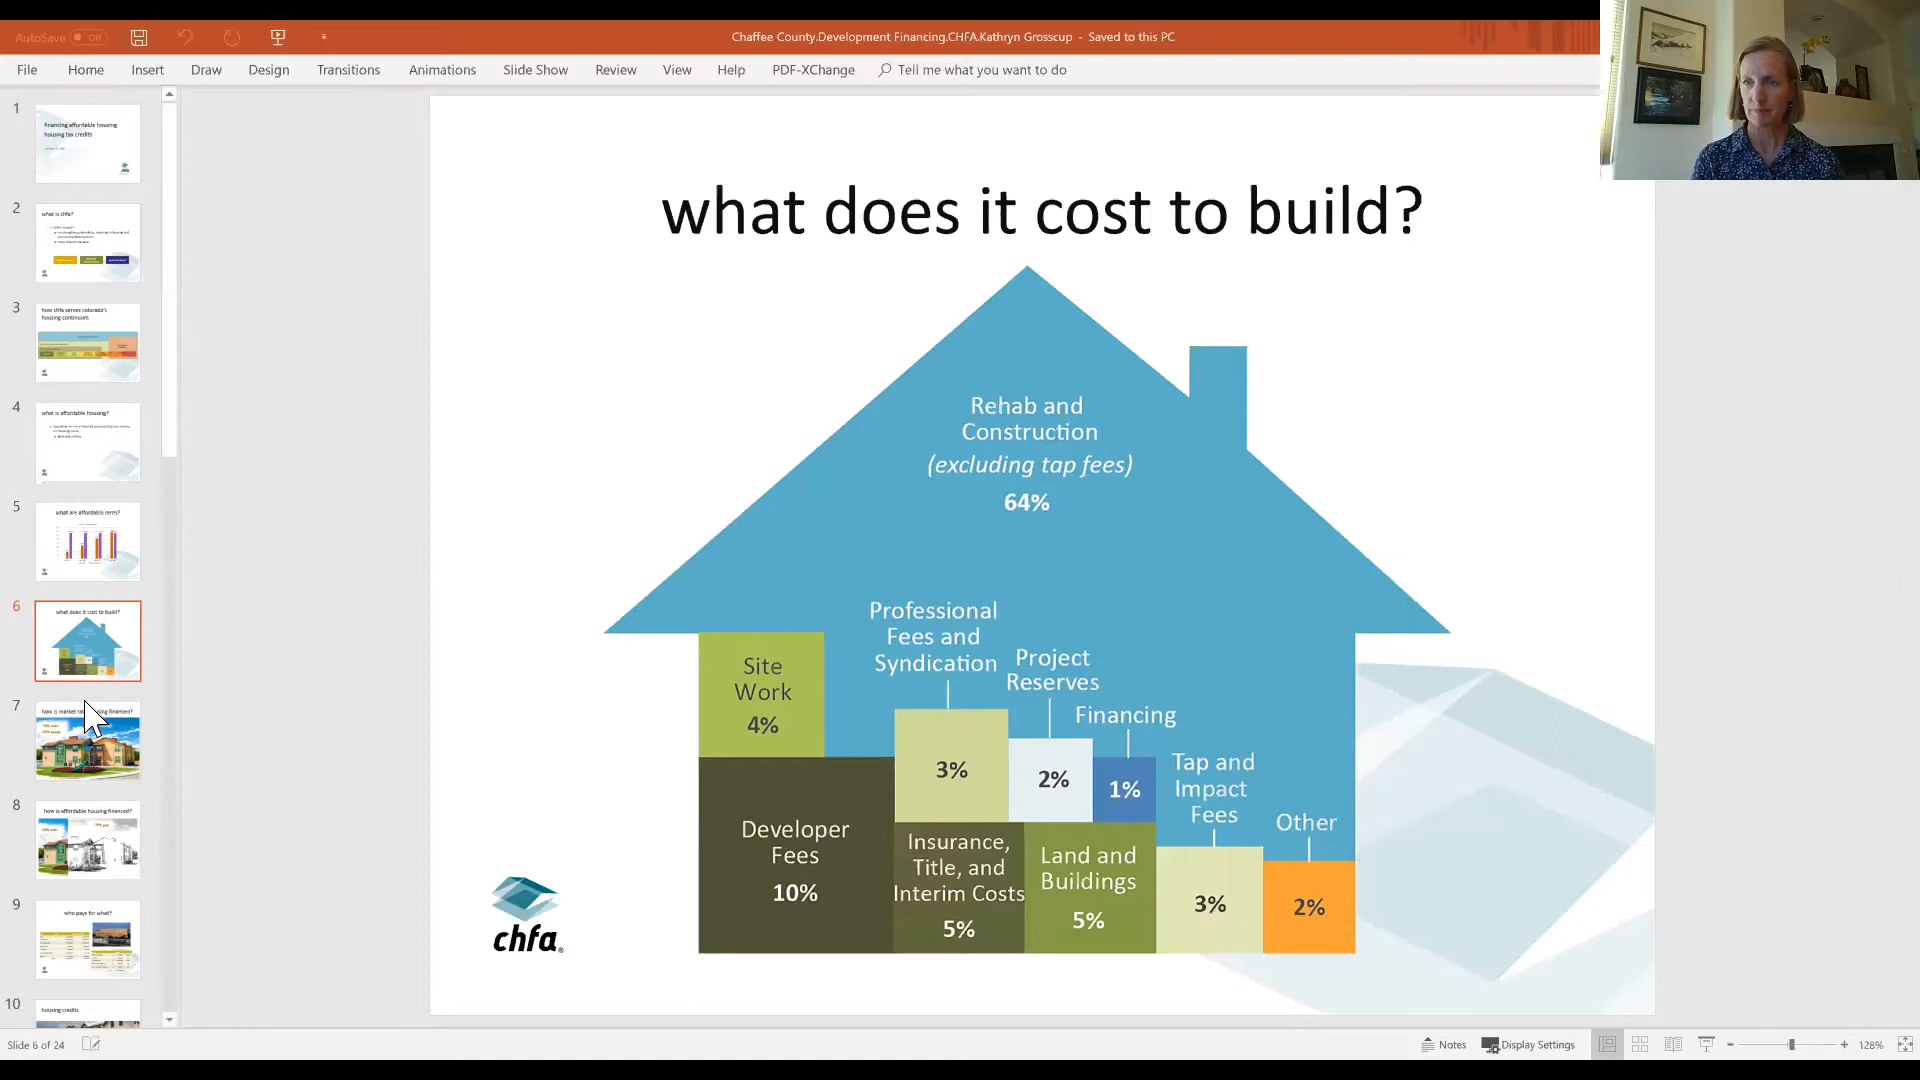 AutoSave Off
Chaffee County.Development Financing.CHFA.Kathryn Grosscup - Saved to this PC
File Home Insert Draw Design Transitions Animations Slide Show Review View Help PDF-XChange Tell me what you want to do
1
financing affordable housing
housing tax credits
chfa
2
what is chfa?
3
how chfa serves colorado's
housing continuum
4
what is affordable housing?
5
what are affordable rents?
6
what does it cost to build?
7
8
how is affordable housing financed?
9
who pays for what?
10
housing credits
what does it cost to build?
Rehab and
Construction
(excluding tap fees)
64%
Site
Work
4%
Professional
Fees and
Syndication
3%
Project
Reserves
2%
Financing
1%
Tap and
Impact
Fees
3%
Other
2%
Developer
Fees
10%
Insurance,
Title, and
Interim Costs
5%
Land and
Buildings
5%
chfa®
Slide 6 of 24
Notes Display Settings 128%